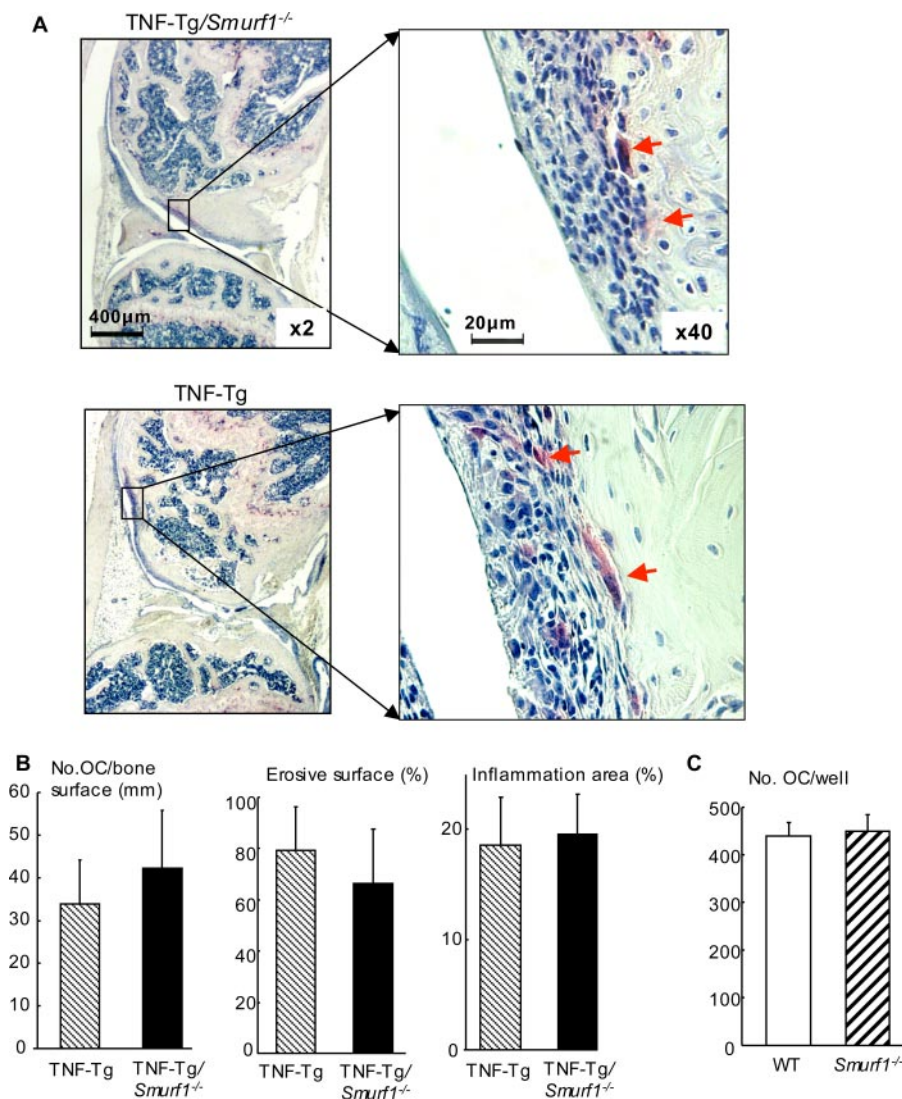 A
TNF-Tg/Smurf1-/-
400µm
x2
20µm
x40
TNF-Tg
B
No.OC/bone
surface (mm)
60
50
40
30
20
10
0
TNF-Tg
TNF-Tg/
Smurf1-/-
Erosive surface (%)
80
60
40
20
0
TNF-Tg
TNF-Tg/
Smurf1-/-
Inflammation area (%)
20
10
0
TNF-Tg
TNF-Tg/
Smurf1-/-
C
No. OC/well
500
400
300
200
100
0
WT
Smurf1-/-